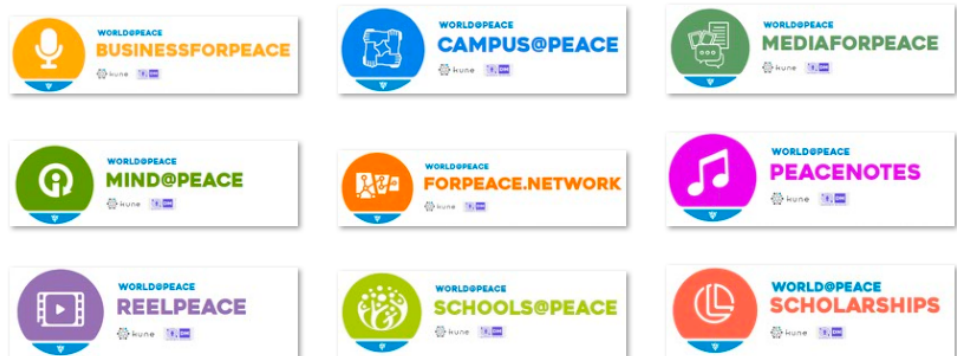 WORLD@PEACE
BUSINESSFORPEACE
kune
WORLD@PEACE
CAMPUS@PEACE
kune
WORLD@PEACE
MEDIAFORPEACE
kune
WORLD@PEACE
MIND@PEACE
kune
WORLD@PEACE
FORPEACE.NETWORK
kune
WORLD@PEACE
PEACENOTES
kune
WORLD@PEACE
REELPEACE
kune
WORLD@PEACE
SCHOOLS@PEACE
kune
WORLD@PEACE
SCHOLARSHIPS
kune